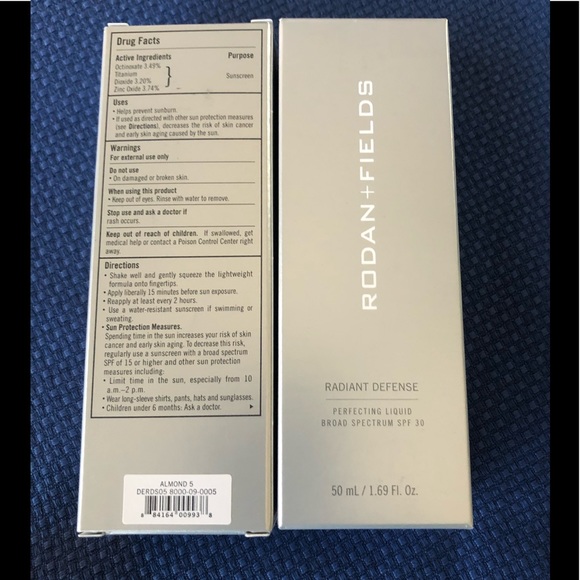 Drug Facts
Active Ingredients Purpose
Octinoxate 3.49%
Titanium
Dioxide 3.20%
Zinc Oxide 3.74%
Sunscreen
Uses
• Helps prevent sunburn.
• If used as directed with other sun protection measures
(see Directions), decreases the risk of skin cancer
and early skin aging caused by the sun.
Warnings
For external use only
Do not use
• On damaged or broken skin.
When using this product
• Keep out of eyes. Rinse with water to remove.
Stop use and ask a doctor if
rash occurs.
Keep out of reach of children. If swallowed, get
medical help or contact a Poison Control Center right
away.
Directions
• Shake well and gently squeeze the lightweight
formula onto fingertips.
• Apply liberally 15 minutes before sun exposure.
• Reapply at least every 2 hours.
• Use a water-resistant sunscreen if swimming or
sweating.
• Sun Protection Measures.
Spending time in the sun increases your risk of skin
cancer and early skin aging. To decrease this risk,
regularly use a sunscreen with a broad spectrum
SPF of 15 or higher and other sun protection
measures including:
• Limit time in the sun, especially from 10
a.m.–2 p.m.
• Wear long-sleeve shirts, pants, hats and sunglasses.
• Children under 6 months: Ask a doctor.
ALMOND 5
DERDS05 8000-09-0005
8 84164 00993 8
RODAN+FIELDS
RADIANT DEFENSE
PERFECTING LIQUID
BROAD SPECTRUM SPF 30
50 mL / 1.69 Fl. Oz.